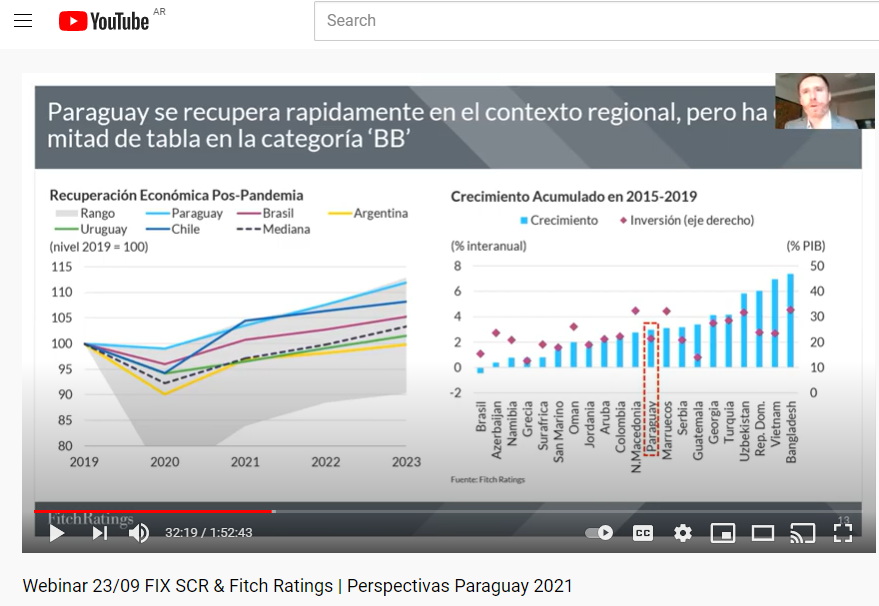 YouTube AR
Search
Paraguay se recupera rapidamente en el contexto regional, pero ha
mitad de tabla en la categoría ‘BB’
Recuperación Económica Pos-Pandemia
Rango Paraguay Brasil Argentina
Uruguay Chile Mediana
(nivel 2019 = 100)
115
110
105
100
95
90
85
80
2019 2020 2021 2022 2023
Crecimiento Acumulado en 2015-2019
Crecimiento Inversión (eje derecho)
(% interanual) (% PIB)
8 50
6 40
4 30
2 20
0 10
-2 0
Brasil
Azerbaijan
Namibia
Grecia
Surafrica
San Marino
Oman
Jordania
Aruba
Colombia
N.Macedonia
Paraguay
Marruecos
Serbia
Guatemala
Georgia
Turquia
Uzbekistan
Rep. Dom.
Vietnam
Bangladesh
Fuente: Fitch Ratings
FitchRatings 13
32:19 / 1:52:43
CC
Webinar 23/09 FIX SCR & Fitch Ratings | Perspectivas Paraguay 2021